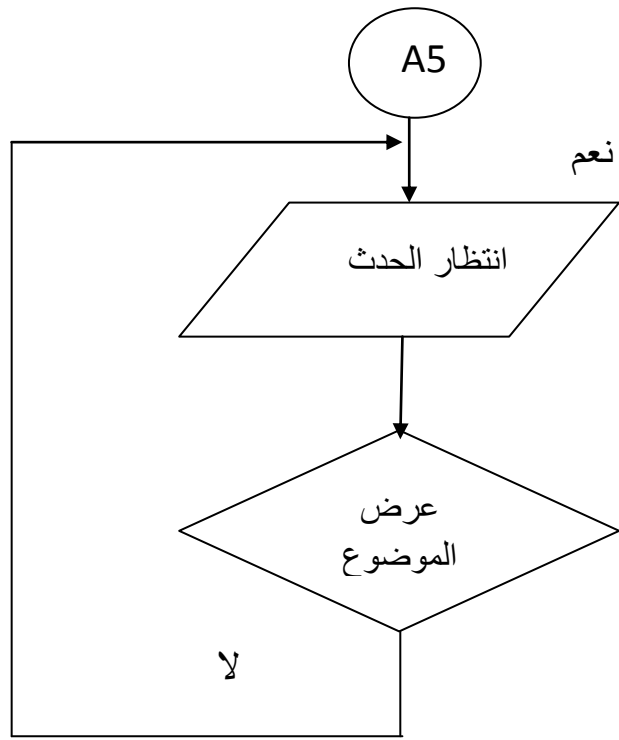 A5
نعم
انتظار الحدث
عرض
الموضوع
لا